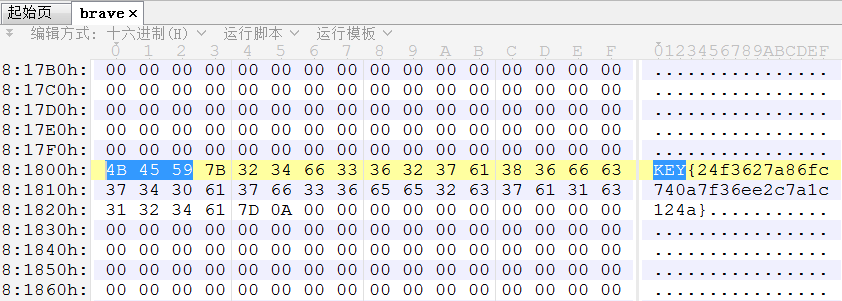 起始页 brave ×
编辑方式: 十六进制(H) 运行脚本 运行模板
0 1 2 3 4 5 6 7 8 9 A B C D E F 0123456789ABCDEF
8:17B0h: 00 00 00 00 00 00 00 00 00 00 00 00 00 00 00 00 ................
8:17C0h: 00 00 00 00 00 00 00 00 00 00 00 00 00 00 00 00 ................
8:17D0h: 00 00 00 00 00 00 00 00 00 00 00 00 00 00 00 00 ................
8:17E0h: 00 00 00 00 00 00 00 00 00 00 00 00 00 00 00 00 ................
8:17F0h: 00 00 00 00 00 00 00 00 00 00 00 00 00 00 00 00 ................
8:1800h: 4B 45 59 7B 32 34 66 33 36 32 37 61 38 36 66 63 KEY{24f3627a86fc
8:1810h: 37 34 30 61 37 66 33 36 65 65 32 63 37 61 31 63 740a7f36ee2c7a1c
8:1820h: 31 32 34 61 7D 0A 00 00 00 00 00 00 00 00 00 00 124a}...........
8:1830h: 00 00 00 00 00 00 00 00 00 00 00 00 00 00 00 00 ................
8:1840h: 00 00 00 00 00 00 00 00 00 00 00 00 00 00 00 00 ................
8:1850h: 00 00 00 00 00 00 00 00 00 00 00 00 00 00 00 00 ................
8:1860h: 00 00 00 00 00 00 00 00 00 00 00 00 00 00 00 00 ................